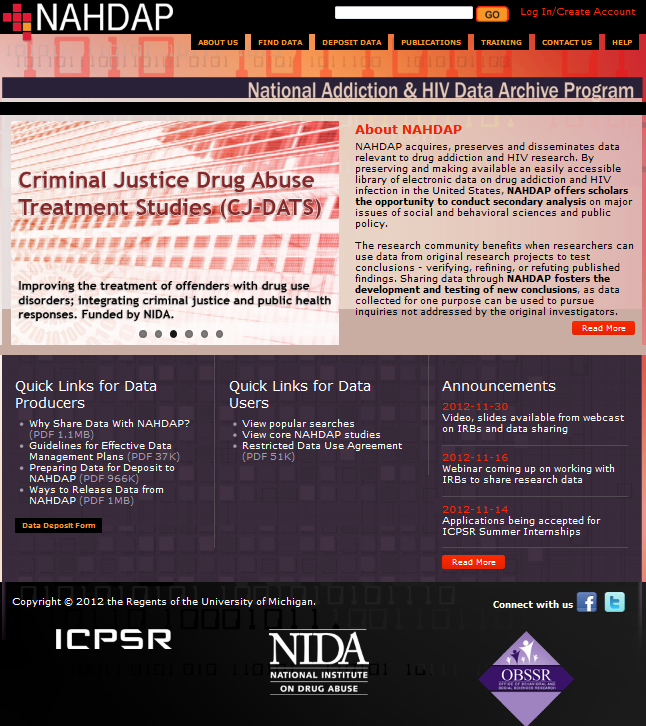 NAHDAP
GO
Log In/Create Account
ABOUT US
FIND DATA
DEPOSIT DATA
PUBLICATIONS
TRAINING
CONTACT US
HELP
National Addiction & HIV Data Archive Program
Criminal Justice Drug Abuse
Treatment Studies (CJ-DATS)
Improving the treatment of offenders with drug use
disorders; integrating criminal justice and public health
responses. Funded by NIDA.
About NAHDAP
NAHDAP acquires, preserves and disseminates data
relevant to drug addiction and HIV research. By
preserving and making available an easily accessible
library of electronic data on drug addiction and HIV
infection in the United States, NAHDAP offers scholars
the opportunity to conduct secondary analysis on major
issues of social and behavioral sciences and public
policy.
The research community benefits when researchers can
use data from original research projects to test
conclusions - verifying, refining, or refuting published
findings. Sharing data through NAHDAP fosters the
development and testing of new conclusions, as data
collected for one purpose can be used to pursue
inquiries not addressed by the original investigators.
Read More
Quick Links for Data
Producers
Why Share Data With NAHDAP?
(PDF 1.1MB)
Guidelines for Effective Data
Management Plans (PDF 37K)
Preparing Data for Deposit to
NAHDAP (PDF 966K)
Ways to Release Data from
NAHDAP (PDF 1MB)
Data Deposit Form
Quick Links for Data
Users
View popular searches
View core NAHDAP studies
Restricted Data Use Agreement
(PDF 51K)
Announcements
2012-11-30
Video, slides available from webcast
on IRBs and data sharing
2012-11-16
Webinar coming up on working with
IRBs to share research data
2012-11-14
Applications being accepted for
ICPSR Summer Internships
Read More
Copyright © 2012 the Regents of the University of Michigan.
Connect with us
ICPSR
NIDA
NATIONAL INSTITUTE
ON DRUG ABUSE
OBSSR
OFFICE OF BEHAVIORAL AND
SOCIAL SCIENCES RESEARCH